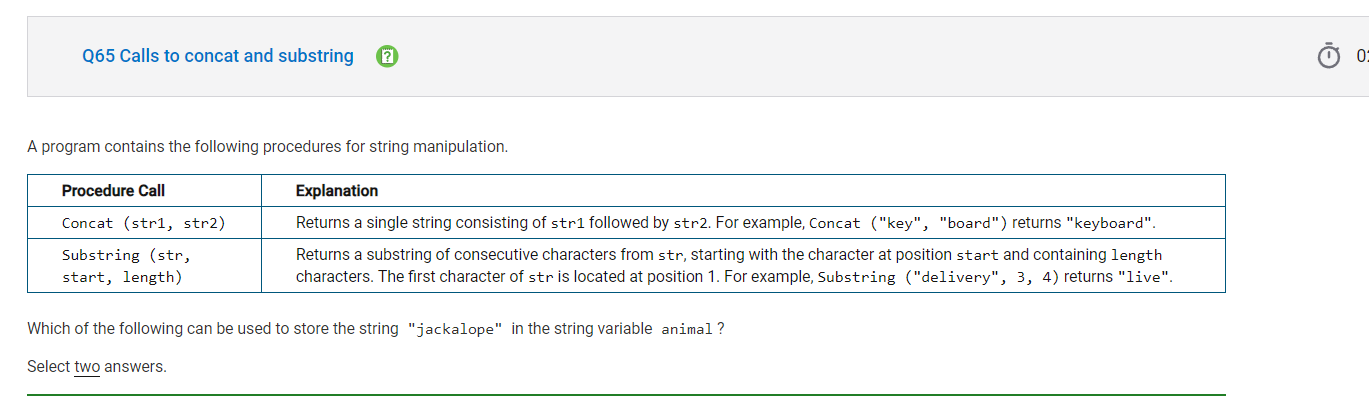 Q65 Calls to concat and substring
A program contains the following procedures for string manipulation.
Procedure Call Explanation
Concat (str1, str2) Returns a single string consisting of str1 followed by str2. For example, Concat ("key", "board") returns "keyboard".
Substring (str, Returns a substring of consecutive characters from str, starting with the character at position start and containing length
start, length) characters. The first character of str is located at position 1. For example, Substring ("delivery", 3, 4) returns "live".
Which of the following can be used to store the string "jackalope" in the string variable animal ?
Select two answers.